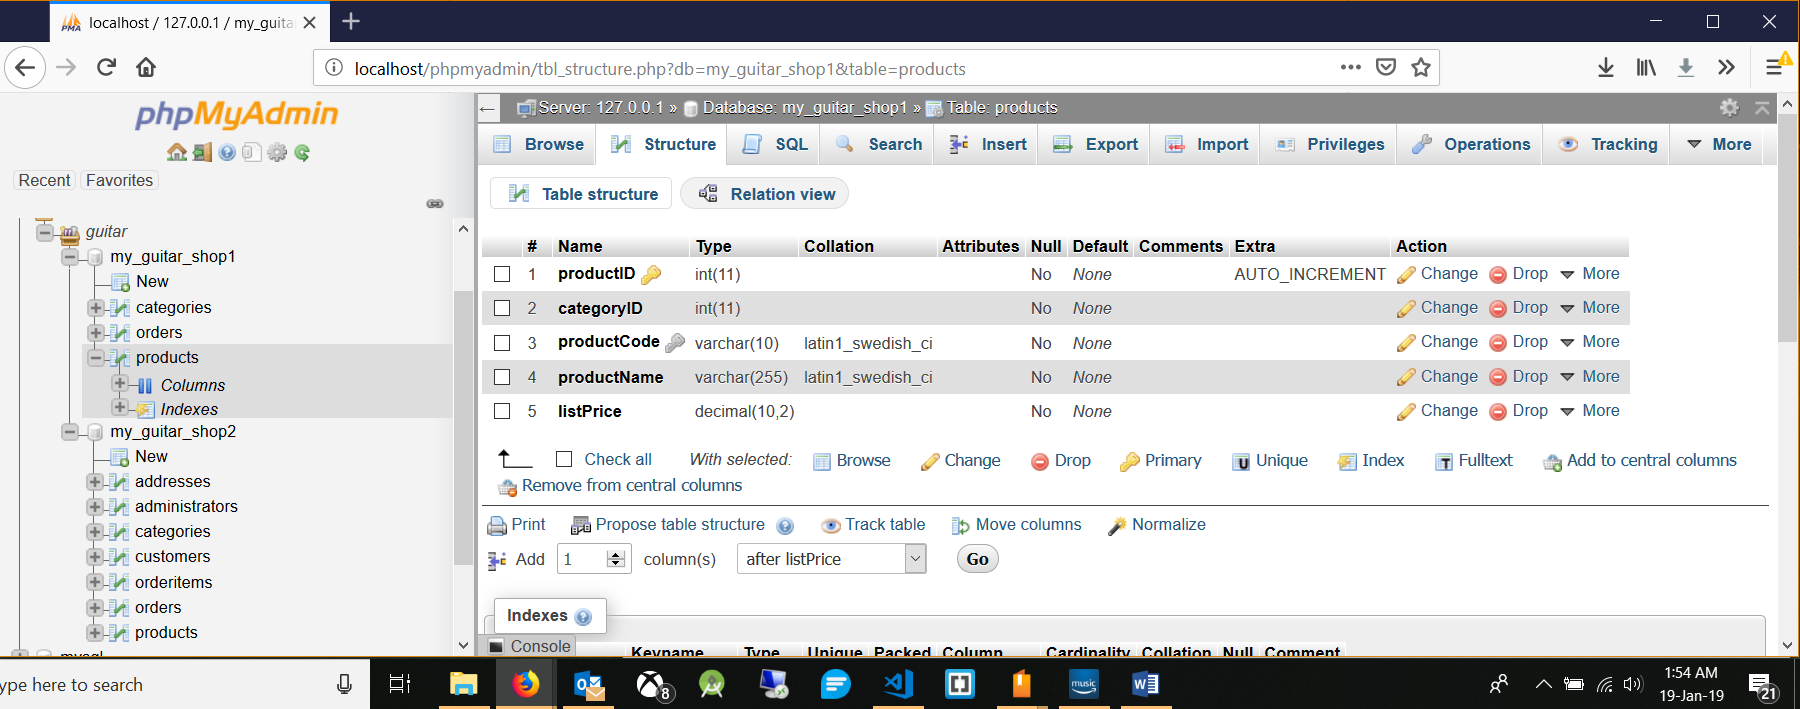 localhost / 127.0.0.1 / my_guita
localhost/phpmyadmin/tbl_structure.php?db=my_guitar_shop1&table=products
phpMyAdmin
Recent Favorites
guitar
my_guitar_shop1
New
categories
orders
products
Columns
Indexes
my_guitar_shop2
New
addresses
administrators
categories
customers
orderitems
orders
products
mysql
Server: 127.0.0.1 » Database: my_guitar_shop1 » Table: products
Browse Structure SQL Search Insert Export Import Privileges Operations Tracking More
Table structure Relation view
# Name Type Collation Attributes Null Default Comments Extra Action
1 productID int(11) No None AUTO_INCREMENT Change Drop More
2 categoryID int(11) No None Change Drop More
3 productCode varchar(10) latin1_swedish_ci No None Change Drop More
4 productName varchar(255) latin1_swedish_ci No None Change Drop More
5 listPrice decimal(10,2) No None Change Drop More
Check all With selected: Browse Change Drop Primary Unique Index Fulltext Add to central columns
Remove from central columns
Print Propose table structure Track table Move columns Normalize
Add 1 column(s) after listPrice Go
Indexes
Console
Keyname Type Unique Packed Column Cardinality Collation Null Comment
ype here to search
8
music
1:54 AM
19-Jan-19
21